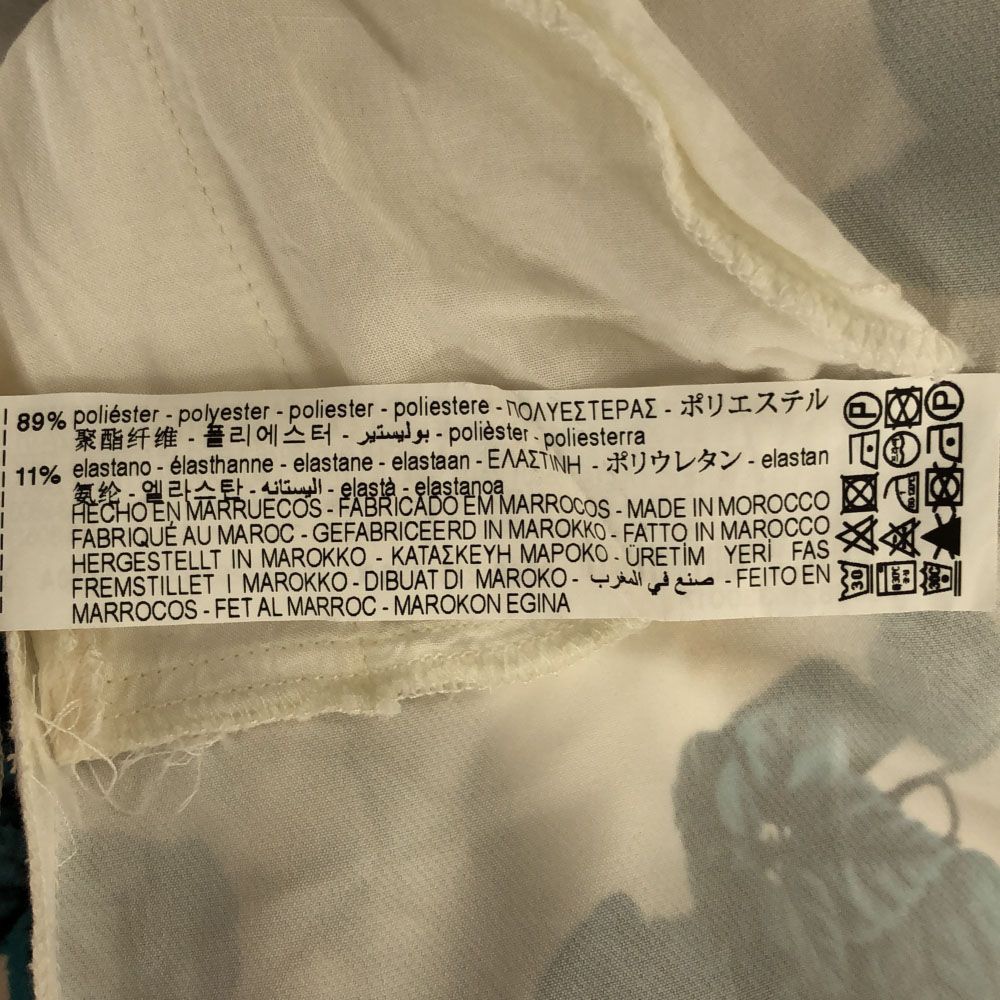 89% poliéster - polyester - poliester - poliestere - ΠΟΛΥΕΣΤΕΡΑΣ - ポリエステル
聚酯纤维 - 폴리에스터 - بوليستير - polièster - poliesterra
11% elastano - élasthanne - elastane - elastaan - ΕΛΑΣΤΙΝΗ - ポリウレタン - elastan
氨纶 - 엘라스탄 - اليستانه - elastà - elastanoa
HECHO EN MARRUECOS - FABRICADO EM MARROCOS - MADE IN MOROCCO
FABRIQUÉ AU MAROC - GEFABRICEERD IN MAROKKO - FATTO IN MAROCCO
HERGESTELLT IN MAROKKO - ΚΑΤΑΣΚΕΥΗ ΜΑΡΟΚΟ - ÜRETİM YERİ FAS
FREMSTILLET I MAROKKO - DIBUAT DI MAROKO - صنع في المغرب - FEITO EN
MARROCOS - FET AL MARROC - MAROKON EGINA
P P
30